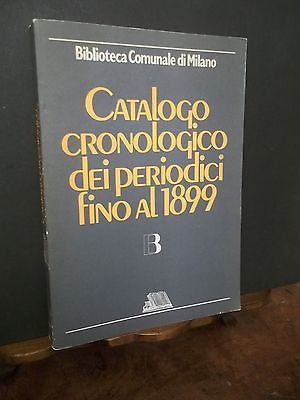 Biblioteca Comunale di Milano
CATALOGO
CRONOLOGICO
dei PERIODICI
fino AL 1899
B